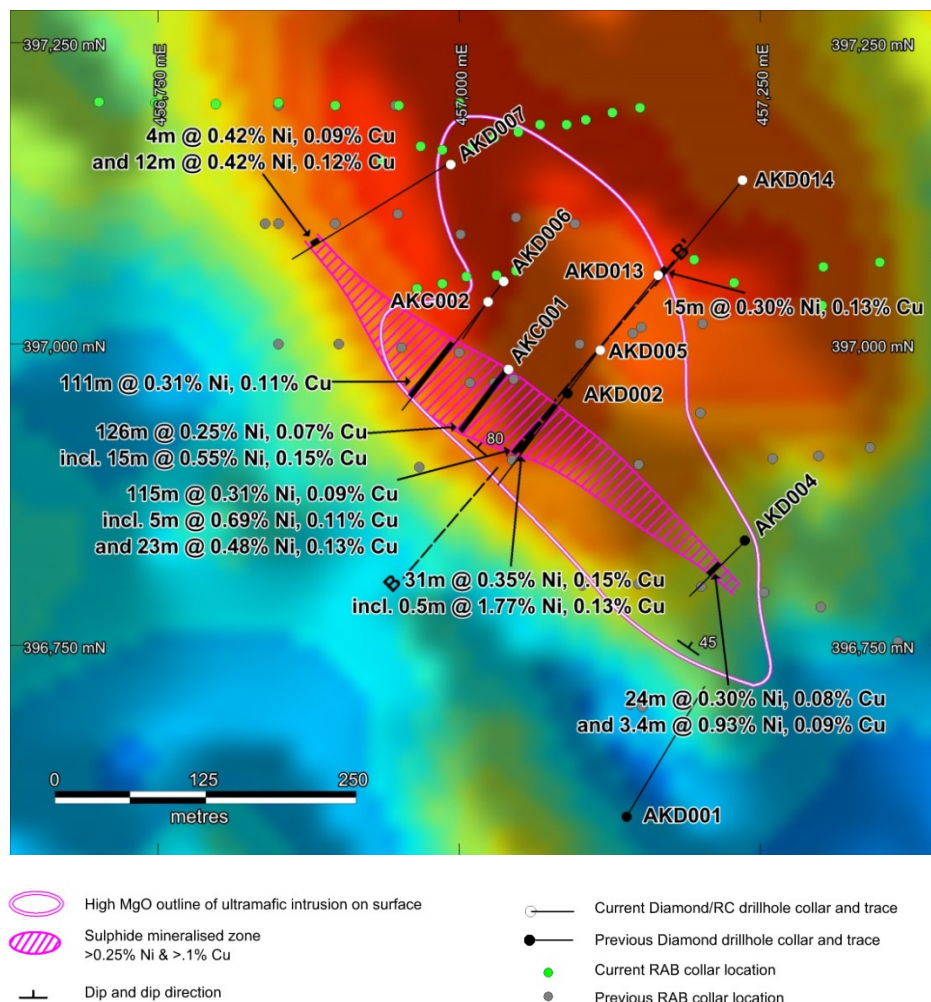 397,250 mN
456,750 mE
457,000 mE
457,250 mE
397,250 mN
4m @ 0.42% Ni, 0.09% Cu
and 12m @ 0.42% Ni, 0.12% Cu
AKD007
AKD014
AKD006
B'
AKD013
AKC002
15m @ 0.30% Ni, 0.13% Cu
AKC001
397,000 mN
397,000 mN
AKD005
111m @ 0.31% Ni, 0.11% Cu
AKD002
126m @ 0.25% Ni, 0.07% Cu
incl. 15m @ 0.55% Ni, 0.15% Cu
80
115m @ 0.31% Ni, 0.09% Cu
incl. 5m @ 0.69% Ni, 0.11% Cu
and 23m @ 0.48% Ni, 0.13% Cu
AKD004
B
31m @ 0.35% Ni, 0.15% Cu
incl. 0.5m @ 1.77% Ni, 0.13% Cu
396,750 mN
45
396,750 mN
24m @ 0.30% Ni, 0.08% Cu
and 3.4m @ 0.93% Ni, 0.09% Cu
0 125 250
metres
AKD001
High MgO outline of ultramafic intrusion on surface
Sulphide mineralised zone
>0.25% Ni & >.1% Cu
Dip and dip direction
Current Diamond/RC drillhole collar and trace
Previous Diamond drillhole collar and trace
Current RAB collar location
Previous RAB collar location